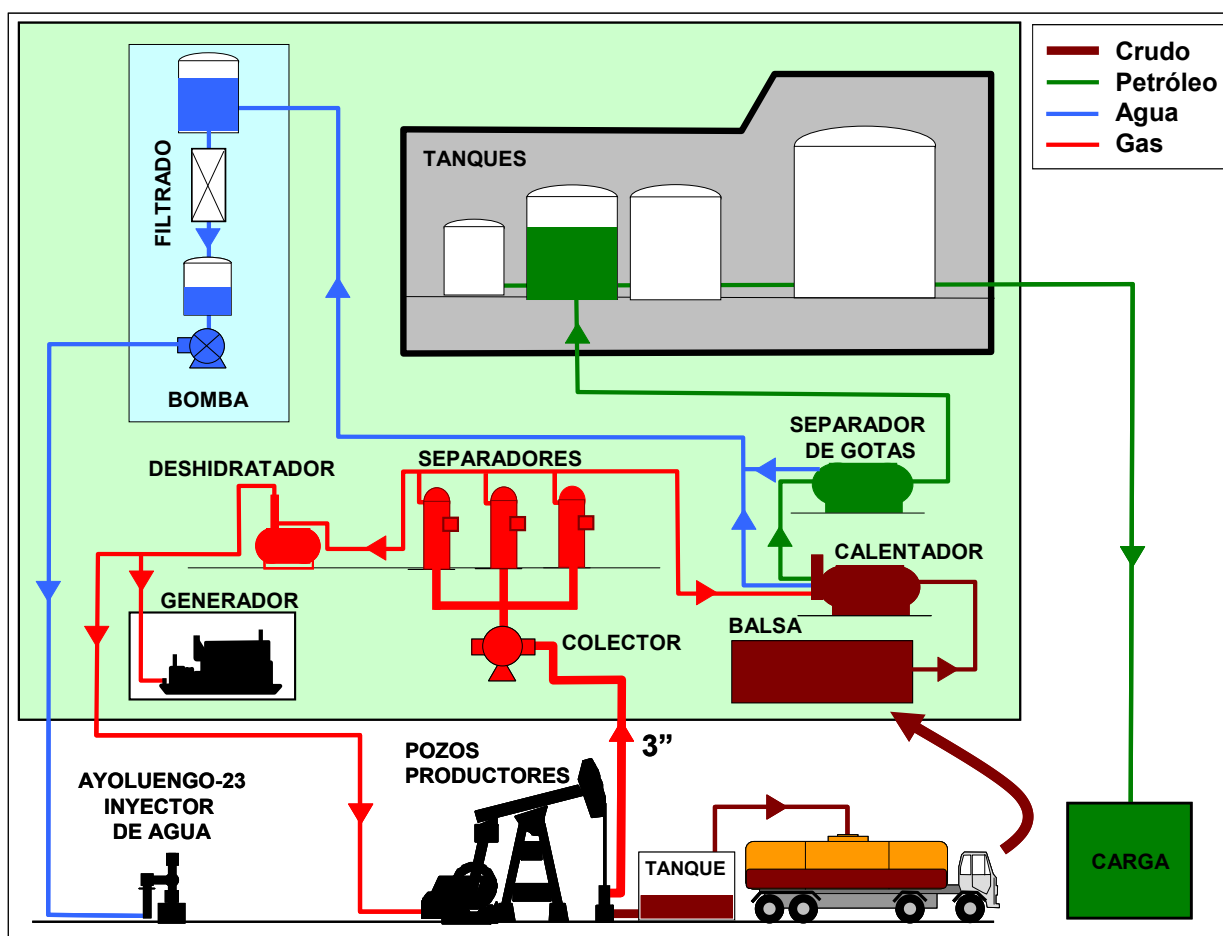 Crudo
Petróleo
Agua
Gas
TANQUES
FILTRADO
BOMBA
SEPARADOR
DE GOTAS
DESHIDRATADOR
SEPARADORES
CALENTADOR
GENERADOR
BALSA
COLECTOR
3”
POZOS
PRODUCTORES
AYOLUENGO-23
INYECTOR
DE AGUA
TANQUE
CARGA